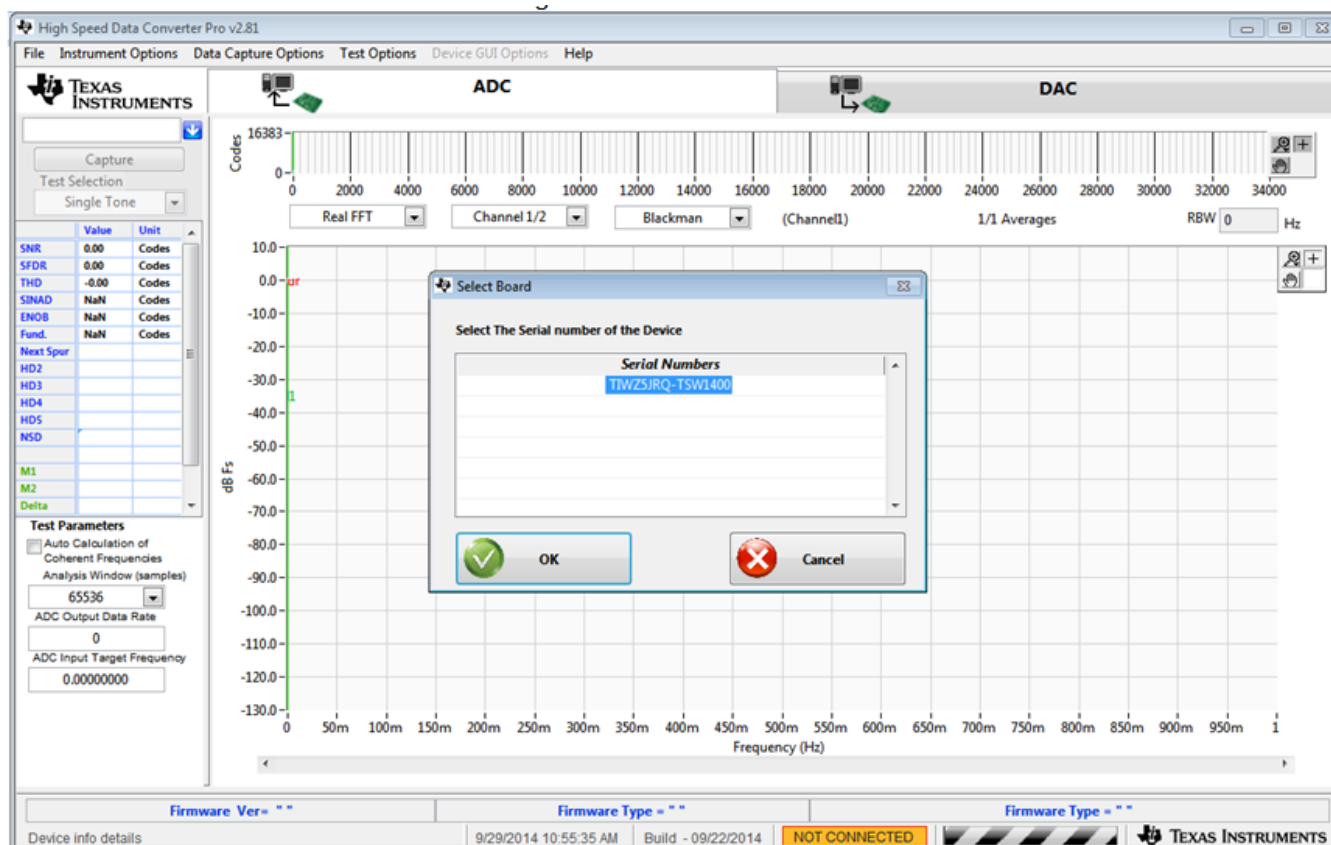 High Speed Data Converter Pro v2.81
File Instrument Options Data Capture Options Test Options Device GUI Options Help
TEXAS INSTRUMENTS
ADC
DAC
Capture
Test Selection
Single Tone
Value Unit
SNR 0.00 Codes
SFDR 0.00 Codes
THD -0.00 Codes
SINAD NaN Codes
ENOB NaN Codes
Fund. NaN Codes
Next Spur
HD2
HD3
HD4
HD5
NSD
M1
M2
Delta
Test Parameters
Auto Calculation of
Coherent Frequencies
Analysis Window (samples)
65536
ADC Output Data Rate
0
ADC Input Target Frequency
0.00000000
Codes
16383
0
0 2000 4000 6000 8000 10000 12000 14000 16000 18000 20000 22000 24000 26000 28000 30000 32000 34000
Real FFT Channel 1/2 Blackman (Channel1) 1/1 Averages RBW 0 Hz
dB Fs
10.0
0.0
-10.0
-20.0
-30.0
1
-40.0
-50.0
-60.0
-70.0
-80.0
-90.0
-100.0
-110.0
-120.0
-130.0
0 50m 100m 150m 200m 250m 300m 350m 400m 450m 500m 550m 600m 650m 700m 750m 800m 850m 900m 950m 1
Frequency (Hz)
Select Board
Select The Serial number of the Device
Serial Numbers
TIWZ5JRQ-TSW1400
OK Cancel
Firmware Ver= " " Firmware Type = " " Firmware Type = " "
Device info details 9/29/2014 10:55:35 AM Build - 09/22/2014 NOT CONNECTED TEXAS INSTRUMENTS